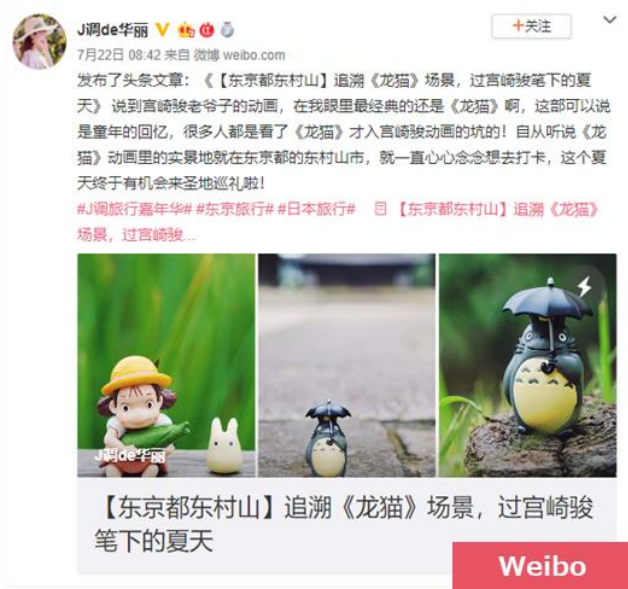 J调de华丽
+关注
7月22日 08:42 来自 微博 weibo.com
发布了头条文章：《【东京都东村山】追溯《龙猫》场景，过宫崎骏笔下的夏
天》 说到宫崎骏老爷子的动画，在我眼里最经典的还是《龙猫》啊，这部可以说
是童年的回忆，很多人都是看了《龙猫》才入宫崎骏动画的坑的！自从听说《龙
猫》动画里的实景地就在东京都的东村山市，就一直心心念念想去打卡，这个夏
天终于有机会来圣地巡礼啦！
#J调旅行嘉年华# #东京旅行# #日本旅行# 【东京都东村山】追溯《龙猫》
场景，过宫崎骏...
J调de华丽
【东京都东村山】追溯《龙猫》场景，过宫崎骏
笔下的夏天
Weibo